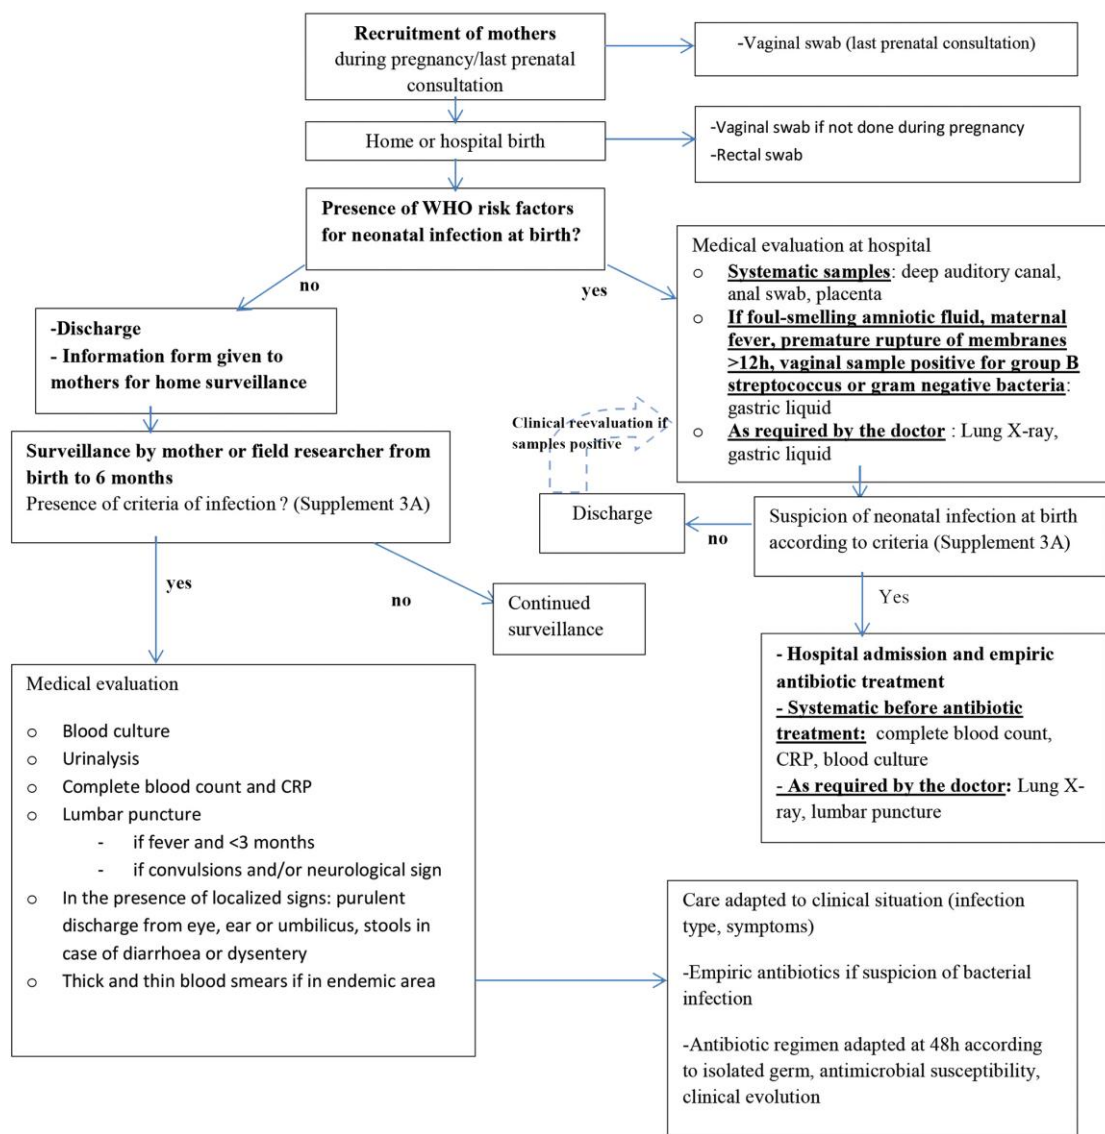 Recruitment of mothers
during pregnancy/last prenatal
consultation
-Vaginal swab (last prenatal consultation)
Home or hospital birth
-Vaginal swab if not done during pregnancy
-Rectal swab
Presence of WHO risk factors
for neonatal infection at birth?
no
yes
Medical evaluation at hospital
o Systematic samples: deep auditory canal,
anal swab, placenta
o If foul-smelling amniotic fluid, maternal
fever, premature rupture of membranes
>12h, vaginal sample positive for group B
streptococcus or gram negative bacteria:
gastric liquid
o As required by the doctor : Lung X-ray,
gastric liquid
-Discharge
- Information form given to
mothers for home surveillance
Clinical reevaluation if
samples positive
Surveillance by mother or field researcher from
birth to 6 months
Presence of criteria of infection ? (Supplement 3A)
Discharge
no
Suspicion of neonatal infection at birth
according to criteria (Supplement 3A)
yes
no
Continued
surveillance
Yes
- Hospital admission and empiric
antibiotic treatment
- Systematic before antibiotic
treatment: complete blood count,
CRP, blood culture
- As required by the doctor: Lung X-
ray, lumbar puncture
Medical evaluation
o Blood culture
o Urinalysis
o Complete blood count and CRP
o Lumbar puncture
- if fever and <3 months
- if convulsions and/or neurological sign
o In the presence of localized signs: purulent
discharge from eye, ear or umbilicus, stools in
case of diarrhoea or dysentery
o Thick and thin blood smears if in endemic area
Care adapted to clinical situation (infection
type, symptoms)
-Empiric antibiotics if suspicion of bacterial
infection
-Antibiotic regimen adapted at 48h according
to isolated germ, antimicrobial susceptibility,
clinical evolution